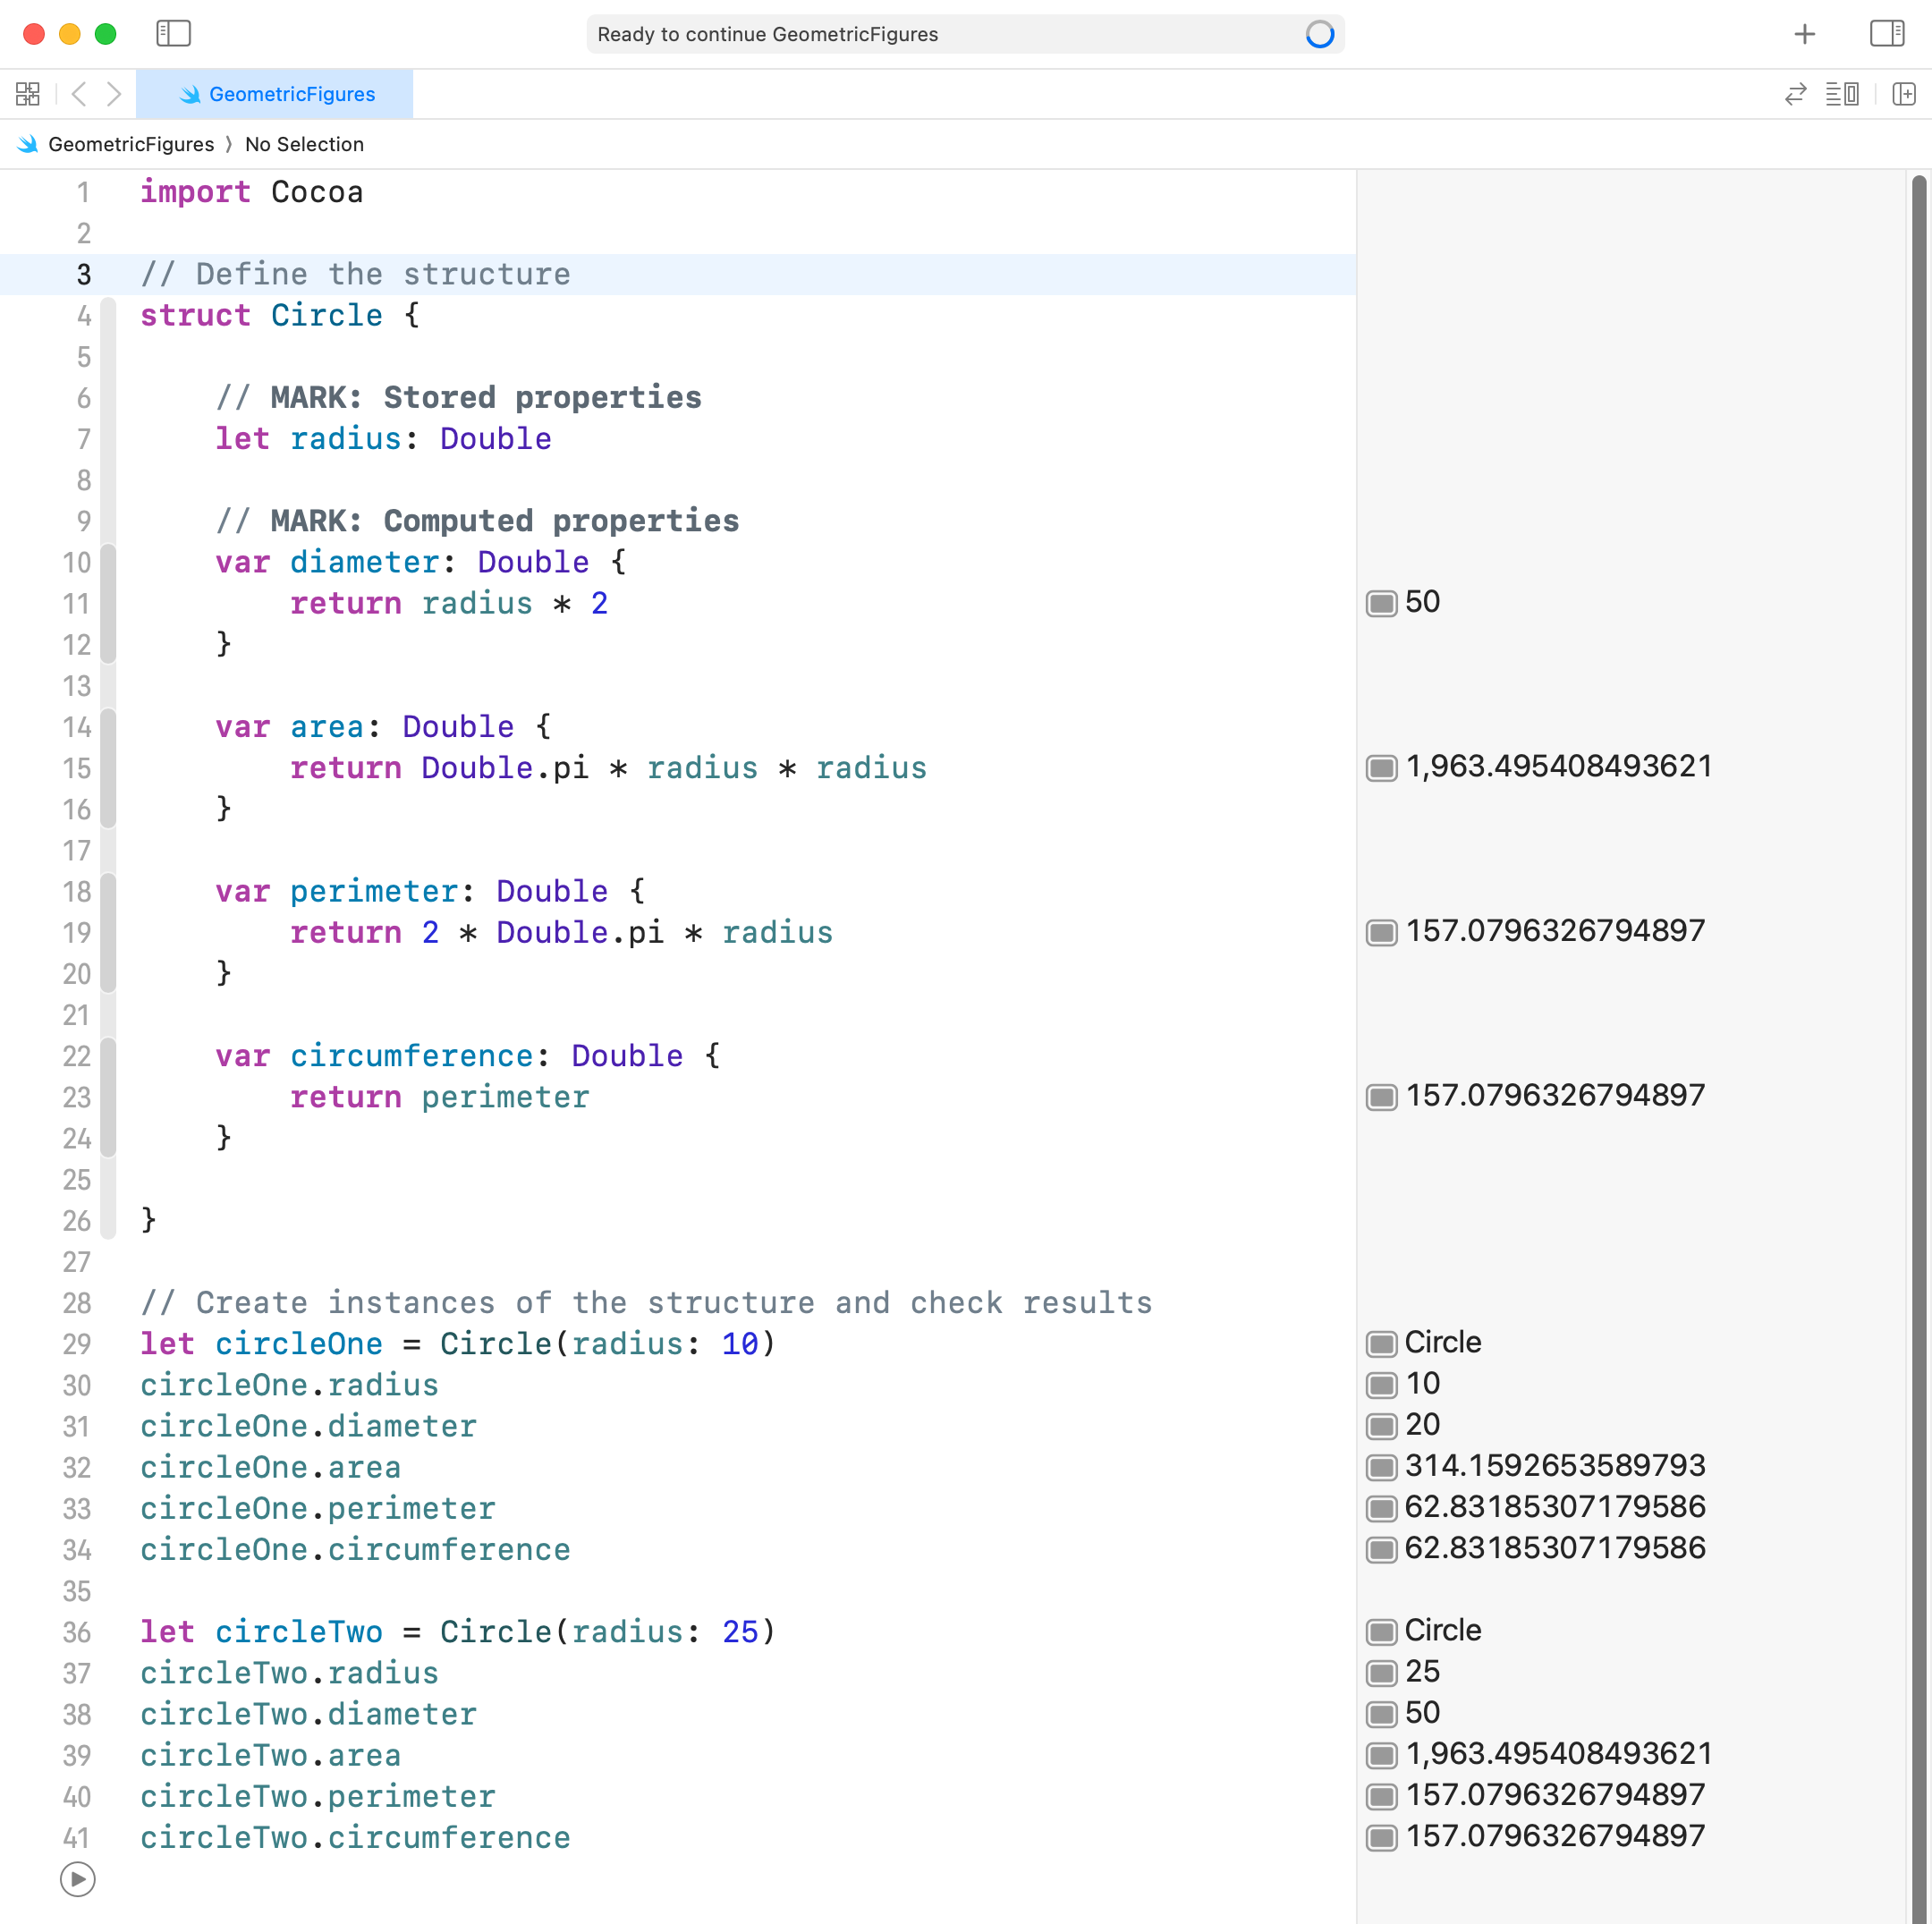 Ready to continue GeometricFigures
GeometricFigures
GeometricFigures 〉 No Selection
1 import Cocoa
2
3 // Define the structure
4 struct Circle {
5
6 // MARK: Stored properties
7 let radius: Double
8
9 // MARK: Computed properties
10 var diameter: Double {
11 return radius * 2 50
12 }
13
14 var area: Double {
15 return Double.pi * radius * radius 1,963.495408493621
16 }
17
18 var perimeter: Double {
19 return 2 * Double.pi * radius 157.0796326794897
20 }
21
22 var circumference: Double {
23 return perimeter 157.0796326794897
24 }
25
26 }
27
28 // Create instances of the structure and check results
29 let circleOne = Circle(radius: 10) Circle
30 circleOne.radius 10
31 circleOne.diameter 20
32 circleOne.area 314.1592653589793
33 circleOne.perimeter 62.83185307179586
34 circleOne.circumference 62.83185307179586
35
36 let circleTwo = Circle(radius: 25) Circle
37 circleTwo.radius 25
38 circleTwo.diameter 50
39 circleTwo.area 1,963.495408493621
40 circleTwo.perimeter 157.0796326794897
41 circleTwo.circumference 157.0796326794897